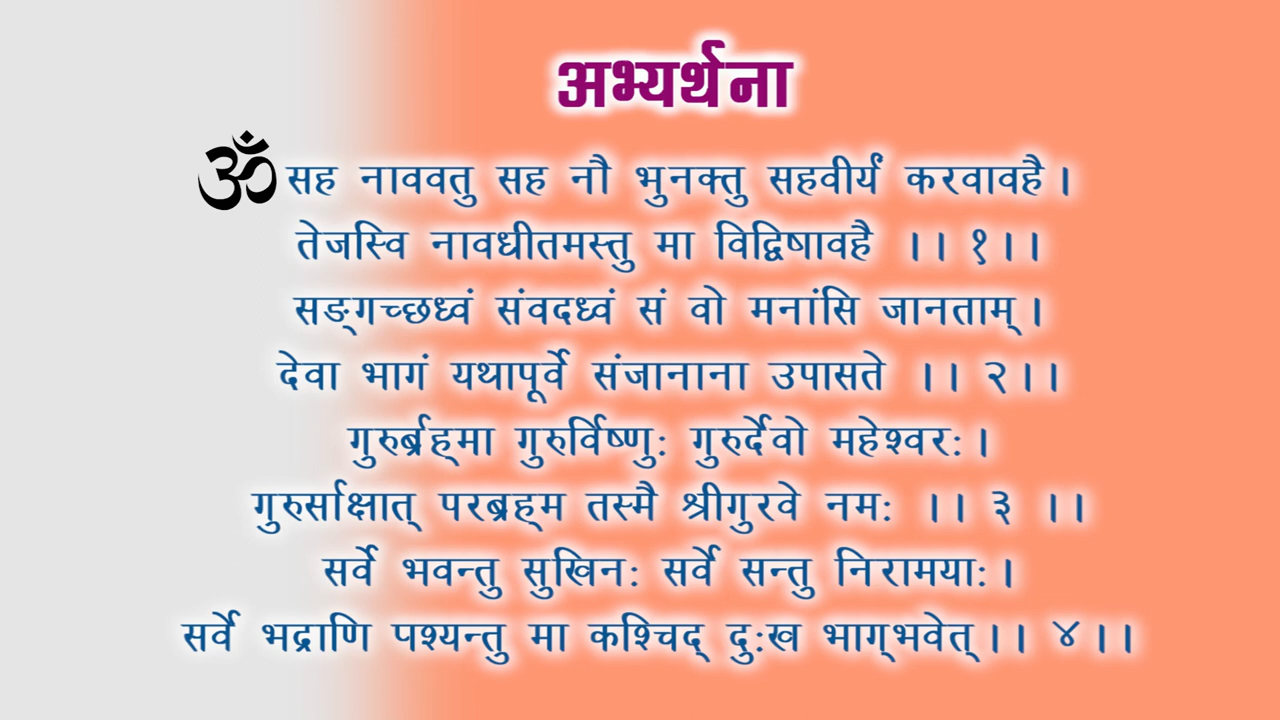 अभ्यर्थना
ॐ सह नाववतु सह नौ भुनक्तु सहवीर्यं करवावहै।
तेजस्वि नावधीतमस्तु मा विद्विषावहै ।। १।।
सङ्गच्छध्वं संवदध्वं सं वो मनांसि जानताम्।
देवा भागं यथापूर्वे संजानाना उपासते ।। २।।
गुरुर्ब्रह्मा गुरुर्विष्णुः गुरुर्देवो महेश्वरः।
गुरुर्साक्षात् परब्रह्म तस्मै श्रीगुरवे नमः ।। ३ ।।
सर्वे भवन्तु सुखिनः सर्वे सन्तु निरामयाः।
सर्वे भद्राणि पश्यन्तु मा कश्चिद् दुःख भाग्भवेत्।। ४।।